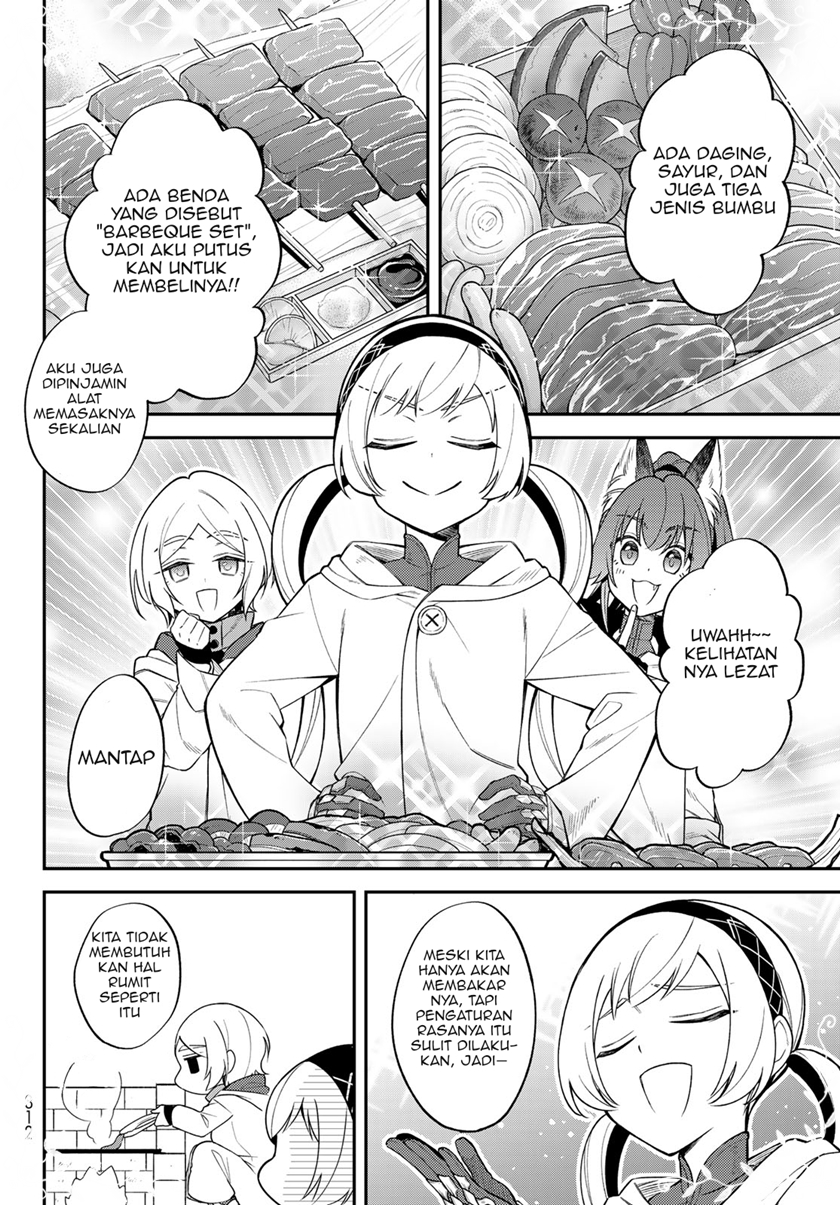 ADA DAGING,
SAYUR, DAN
JUGA TIGA
JENIS BUMBU
ADA BENDA
YANG DISEBUT
"BARBEQUE SET",
JADI AKU PUTUS
KAN UNTUK
MEMBELINYA!!
AKU JUGA
DIPINJAMIN
ALAT
MEMASAKNYA
SEKALIAN
UWAHH~~
KELIHATAN
NYA LEZAT
MANTAP
MESKI KITA
HANYA AKAN
MEMBAKAR
NYA, TAPI
PENGATURAN
RASANYA ITU
SULIT DILAKU-
KAN, JADI—
KITA TIDAK
MEMBUTUH
KAN HAL
RUMIT
SEPERTI
ITU